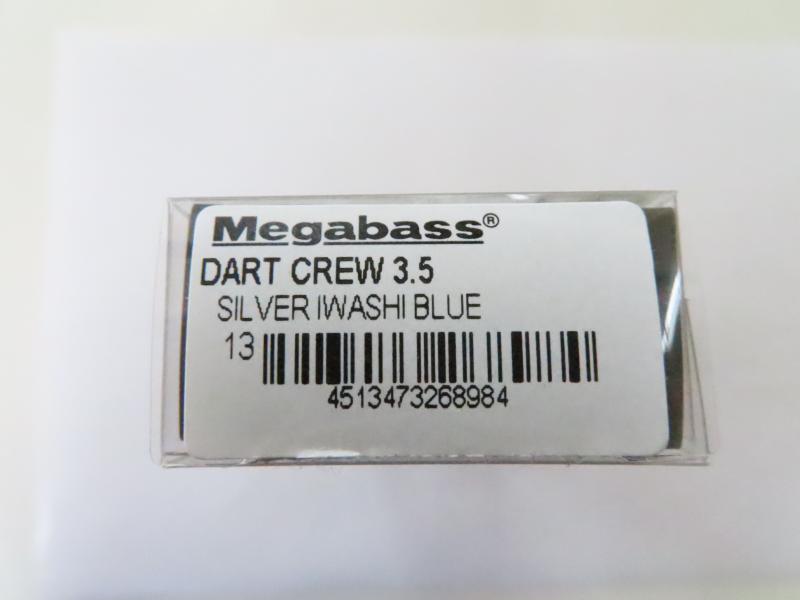 Megabass®
DART CREW 3.5
SILVER IWASHI BLUE
13
4513473268984